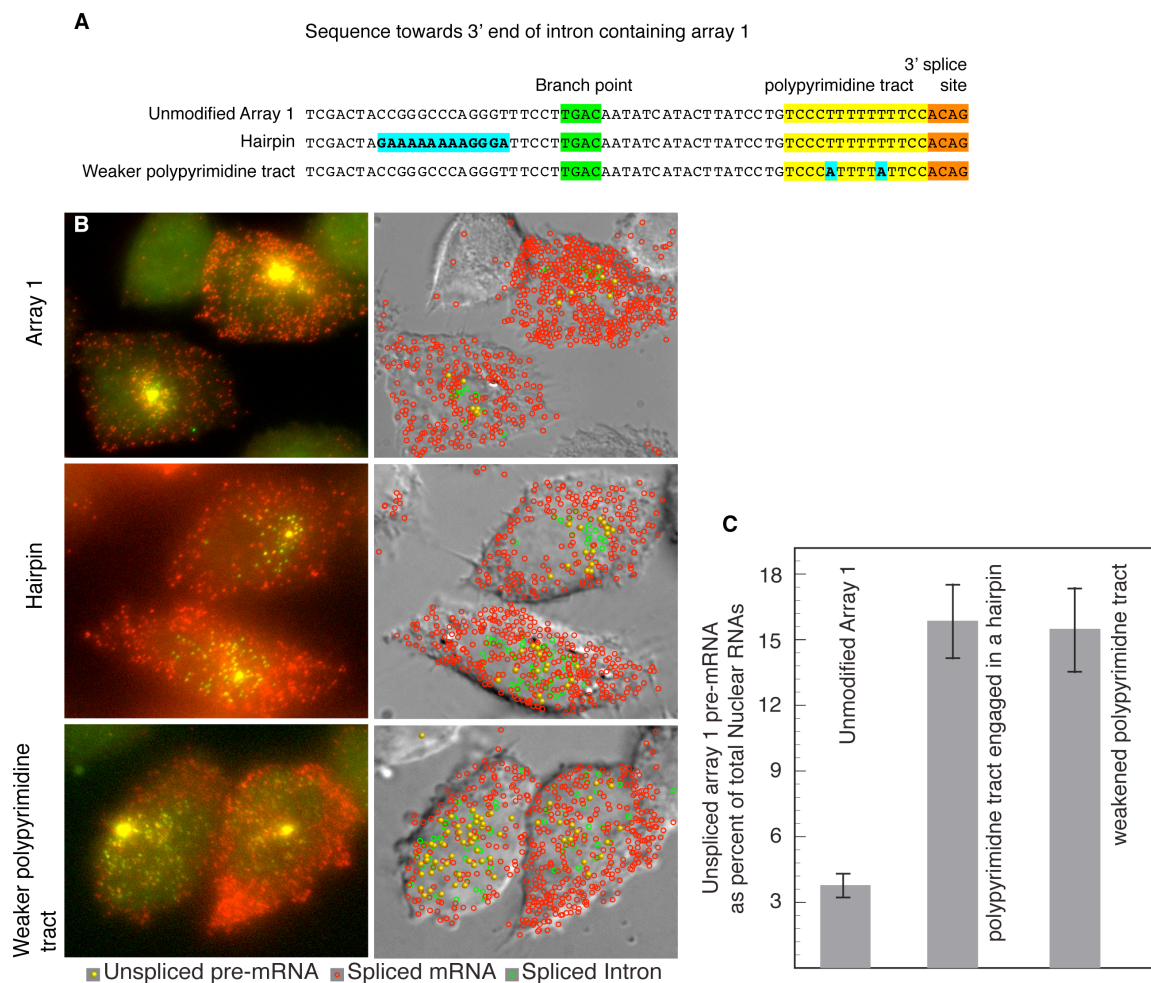 A
Sequence towards 3' end of intron containing array 1
Branch point
polypyrimidine tract
3' splice
site
Unmodified Array 1 TCGACTACCGGGCCCAGGGTTTCCTTGACAATATCATACTTATCCTGTCCCTTTTTTTTCCACAG
Hairpin TCGACTAGAAAAAAAAAGGGATTCCTTGACAATATCATACTTATCCTGTCCCTTTTTTTTCCACAG
Weaker polypyrimidine tract TCGACTACCGGGCCCAGGGTTTCCTTGACAATATCATACTTATCCTGTCCCATTTTATTCCACAG
B
Array 1
Hairpin
Weaker polypyrimidine
tract
Unspliced pre-mRNA Spliced mRNA Spliced Intron
C
Unspliced array 1 pre-mRNA
as percent of total Nuclear RNAs
18
15
12
9
6
3
Unmodified Array 1
polypyrimidne tract engaged in a hairpin
weakened polypyrimidne tract